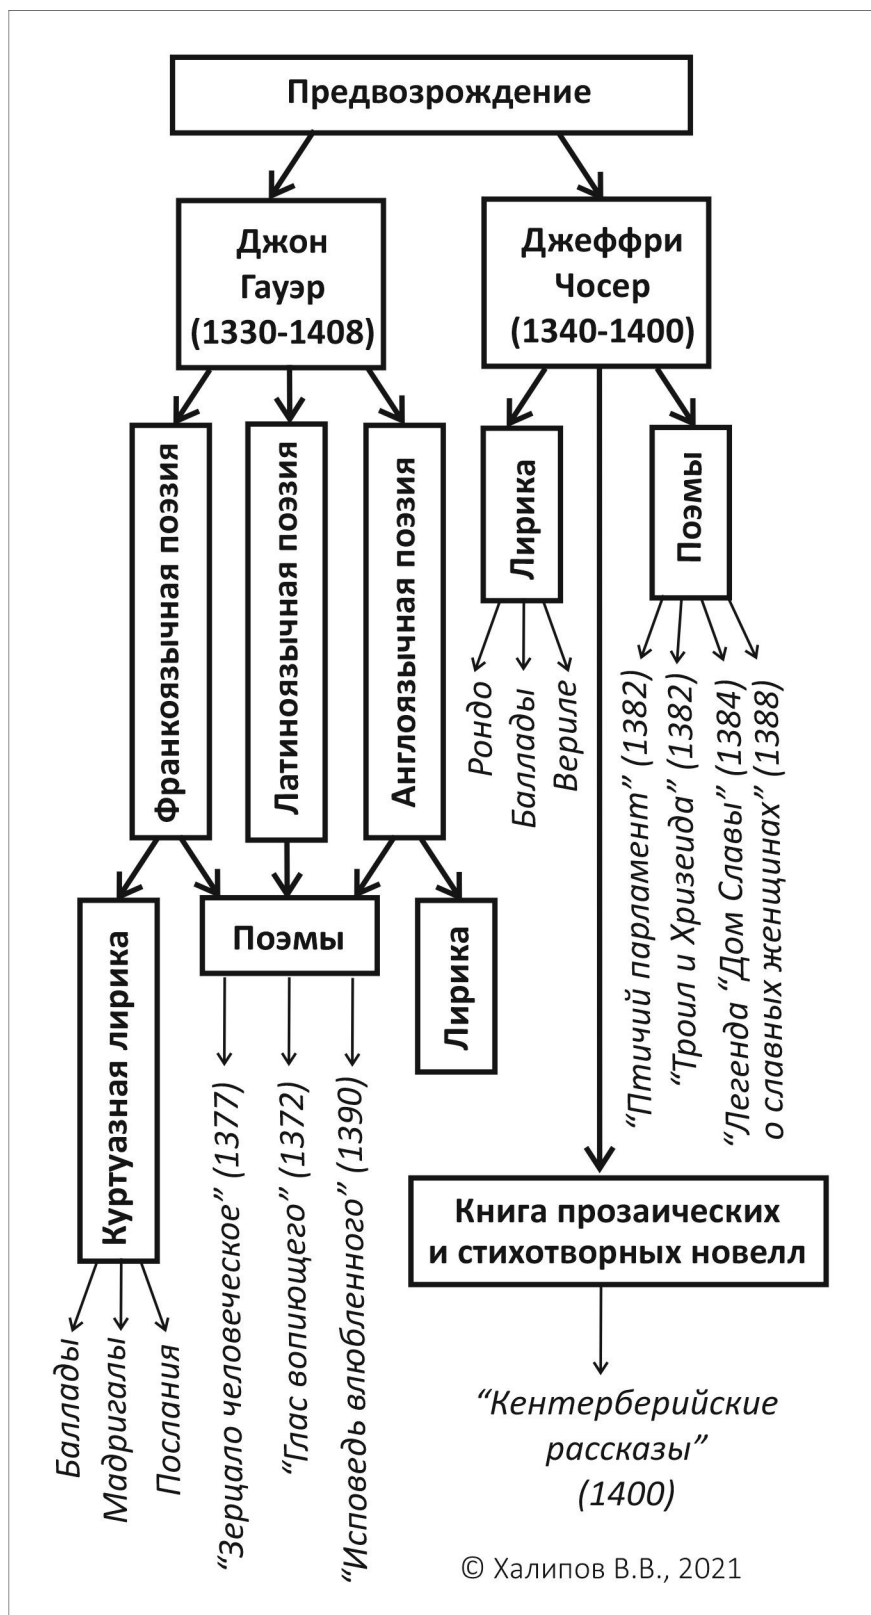 Предвозрождение
Джон
Гауэр
(1330-1408)
Джеффри
Чосер
(1340-1400)
Франкоязычная поэзия
Латиноязычная поэзия
Англоязычная поэзия
Лирика
Поэмы
Рондо
Баллады
Вериле
“Птичий парламент” (1382)
“Троил и Хризеида” (1382)
“Легенда “Дом Славы” (1384)
о славных женщинах” (1388)
Куртуазная лирика
Поэмы
Лирика
Баллады
Мадригалы
Послания
“Зерцало человеческое” (1377)
“Глас вопиющего” (1372)
“Исповедь влюбленного” (1390)
Книга прозаических
и стихотворных новелл
“Кентерберийские
рассказы”
(1400)
© Халипов В.В., 2021